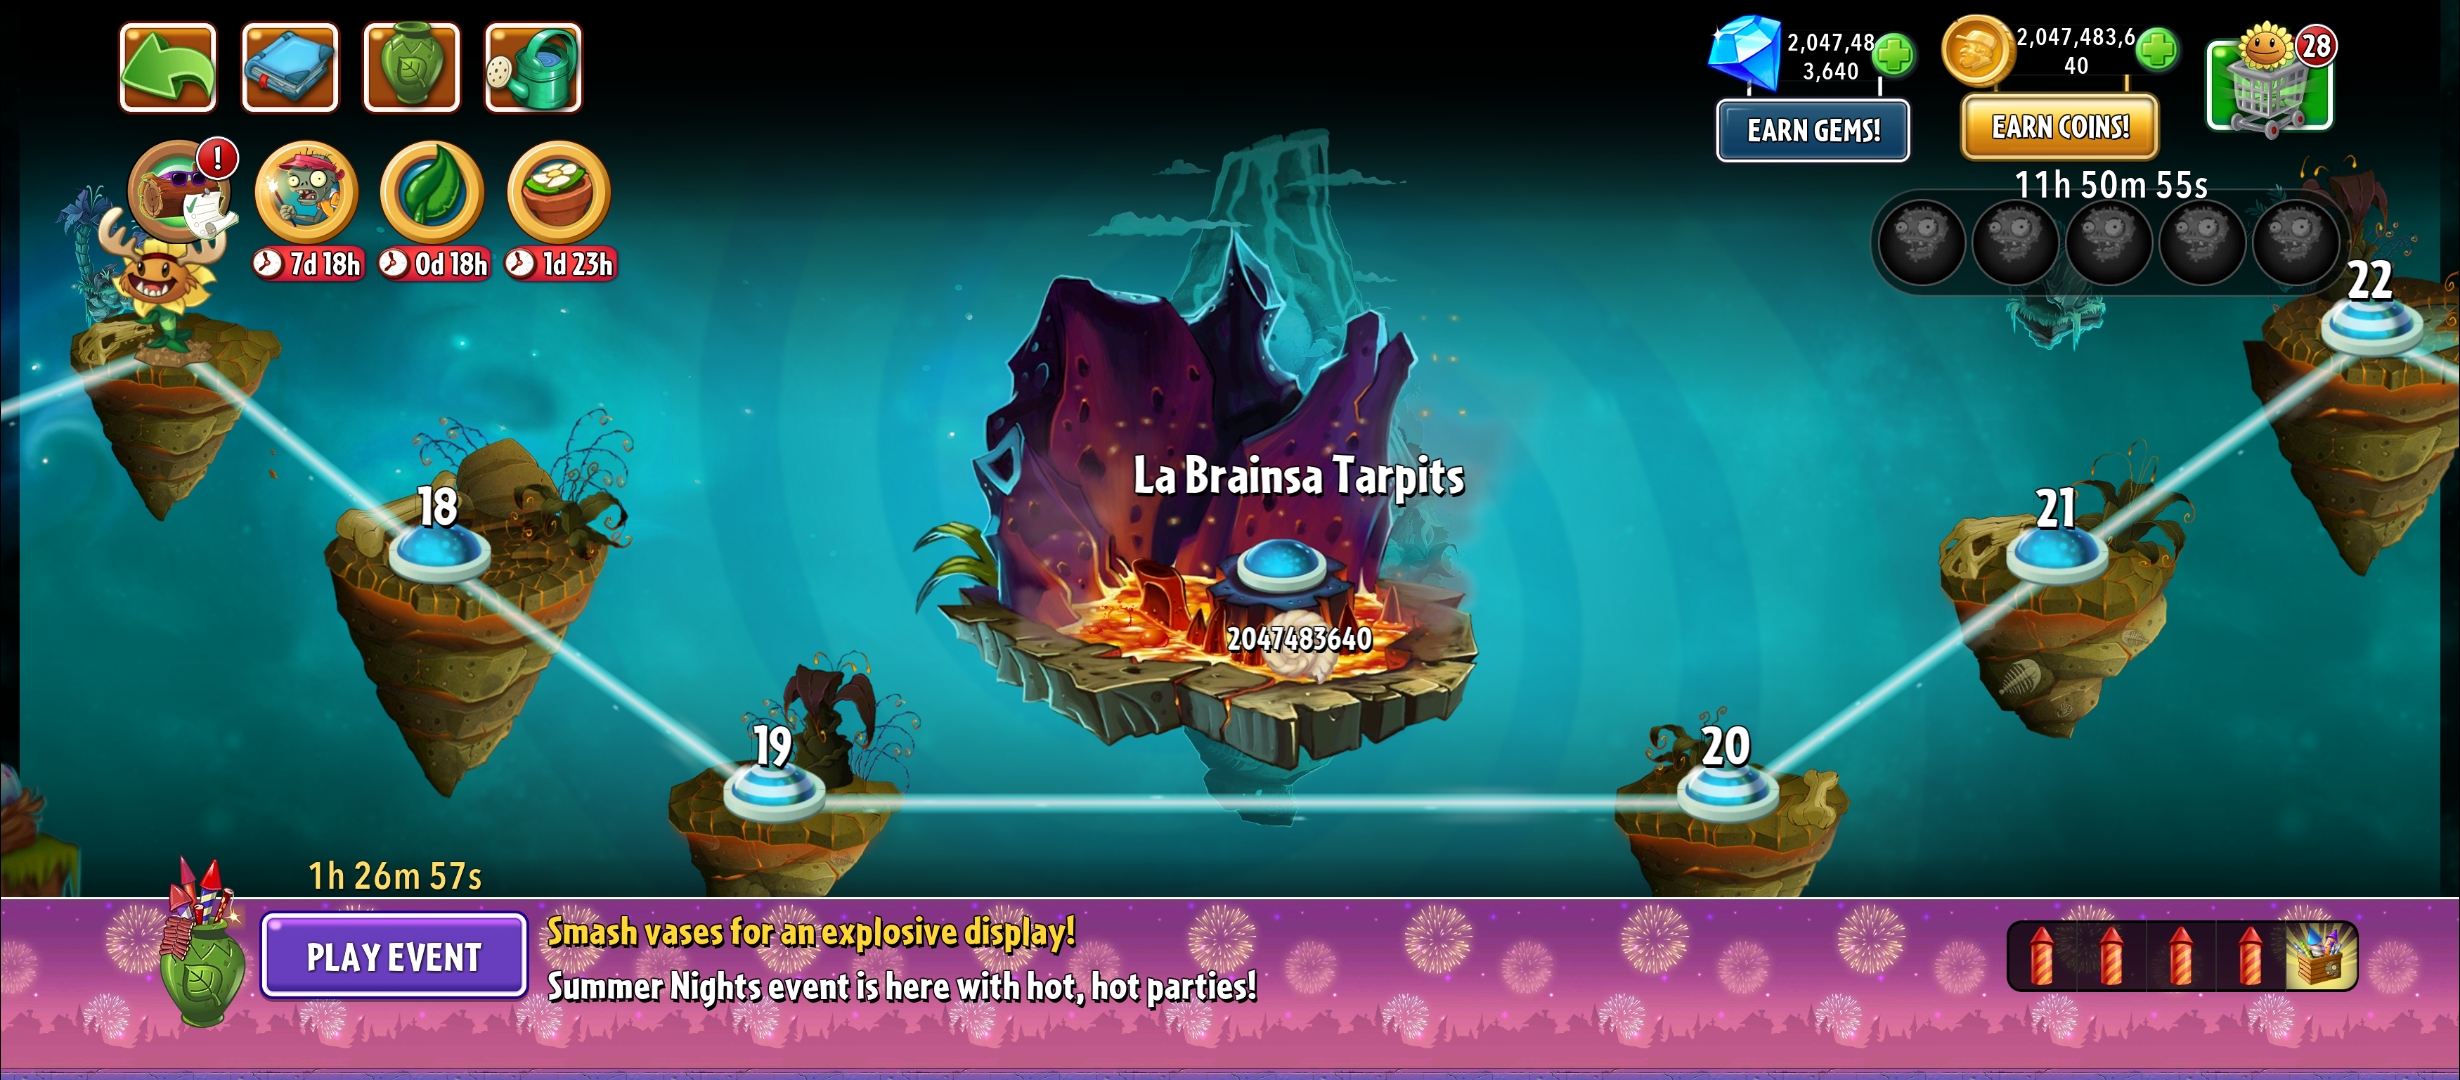 2,047,48
3,640
2,047,483,6
40
28
EARN GEMS!
EARN COINS!
!
11h 50m 55s
7d 18h
0d 18h
1d 23h
22
La Brainsa Tarpits
18
21
2047483640
19
20
1h 26m 57s
PLAY EVENT
Smash vases for an explosive display!
Summer Nights event is here with hot, hot parties!